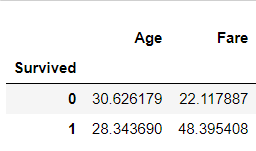 Age Fare
Survived
0 30.626179 22.117887
1 28.343690 48.395408